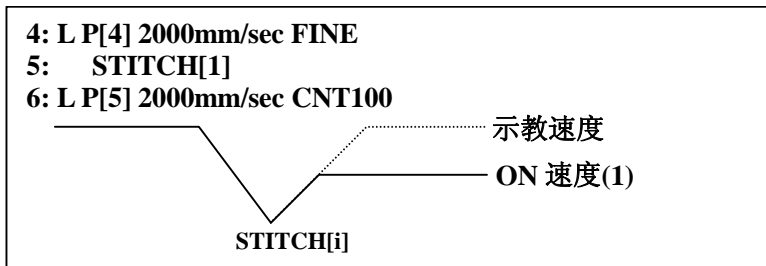 4: L P[4] 2000mm/sec FINE
5: STITCH[1]
6: L P[5] 2000mm/sec CNT100
示教速度
ON 速度(1)
STITCH[i]